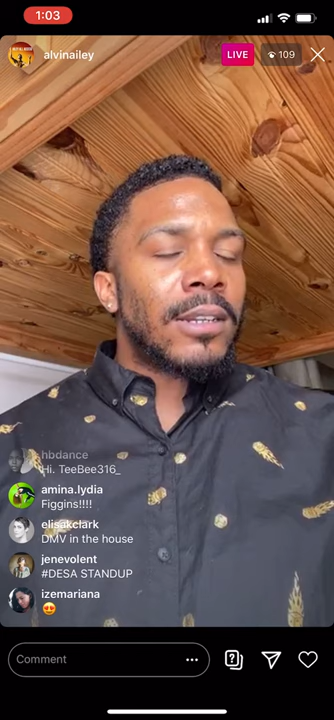 1:03
alvinailey
LIVE
109
hbdance
Hi. TeeBee316_
amina.lydia
Figgins!!!!
elisakclark
DMV in the house
jenevolent
#DESA STANDUP
izemariana
😍
Comment